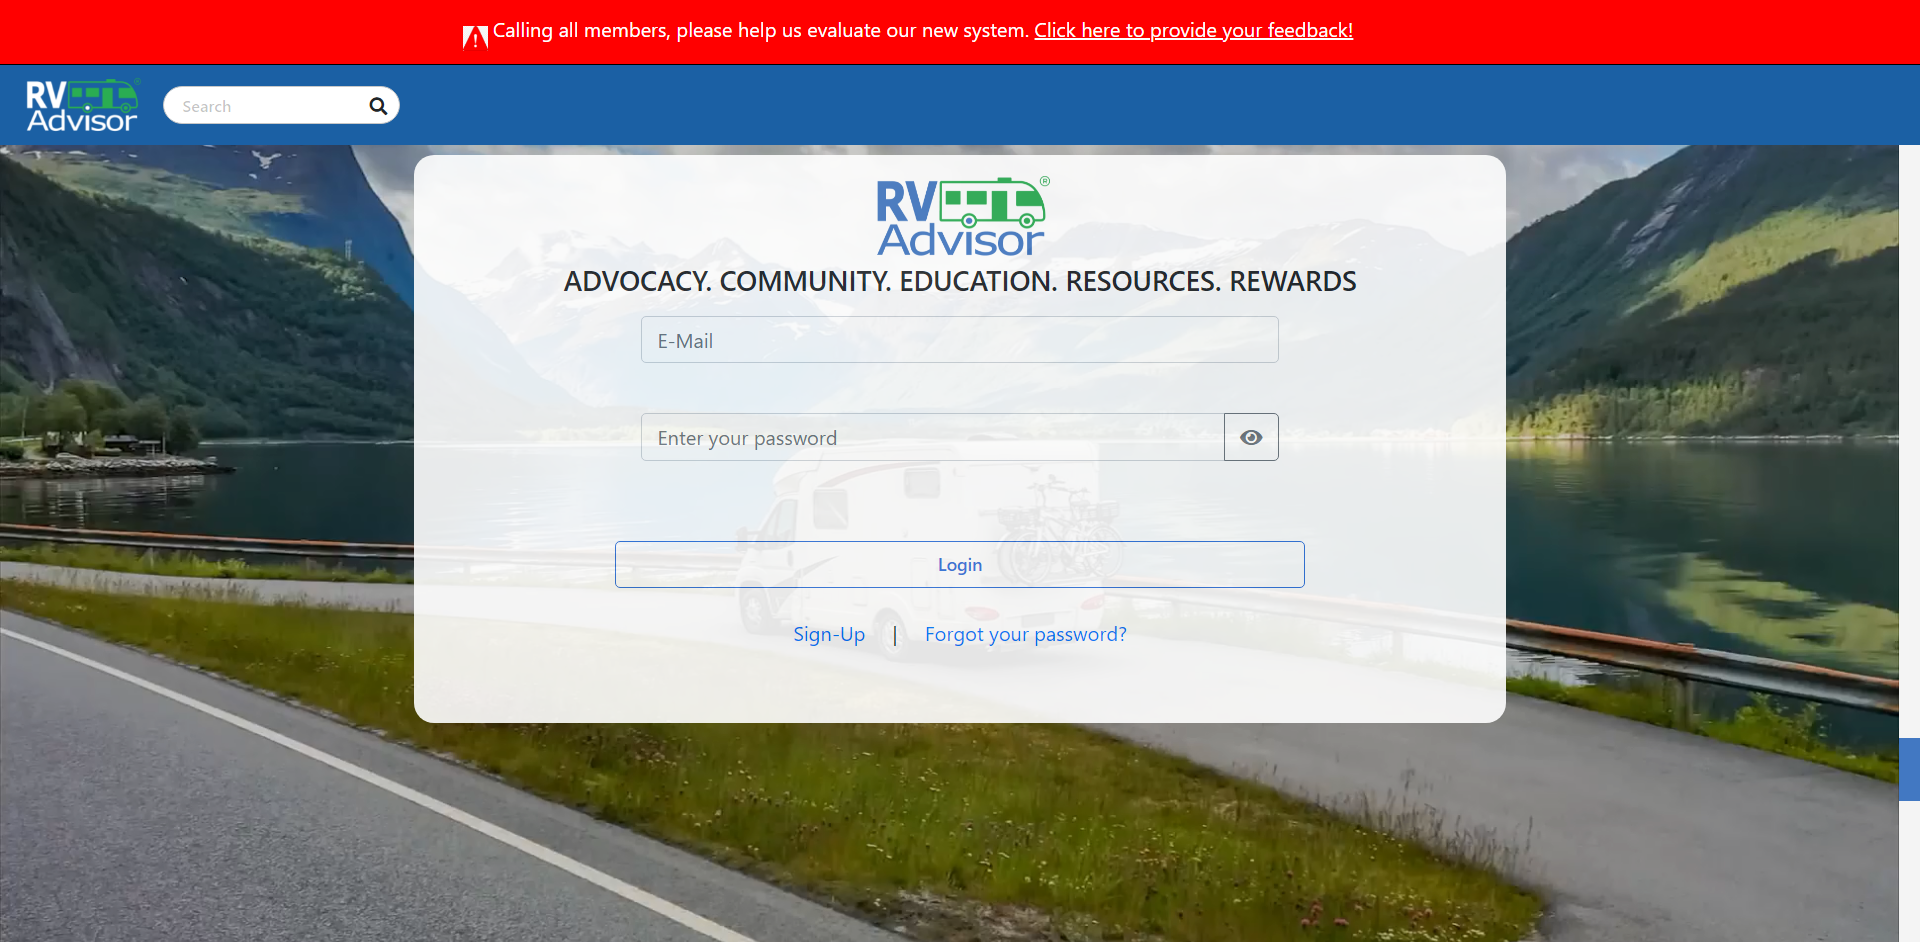 Calling all members, please help us evaluate our new system. Click here to provide your feedback!
RV
Advisor
®
Search
RV
Advisor
®
ADVOCACY. COMMUNITY. EDUCATION. RESOURCES. REWARDS
E-Mail
Enter your password
Login
Sign-Up | Forgot your password?